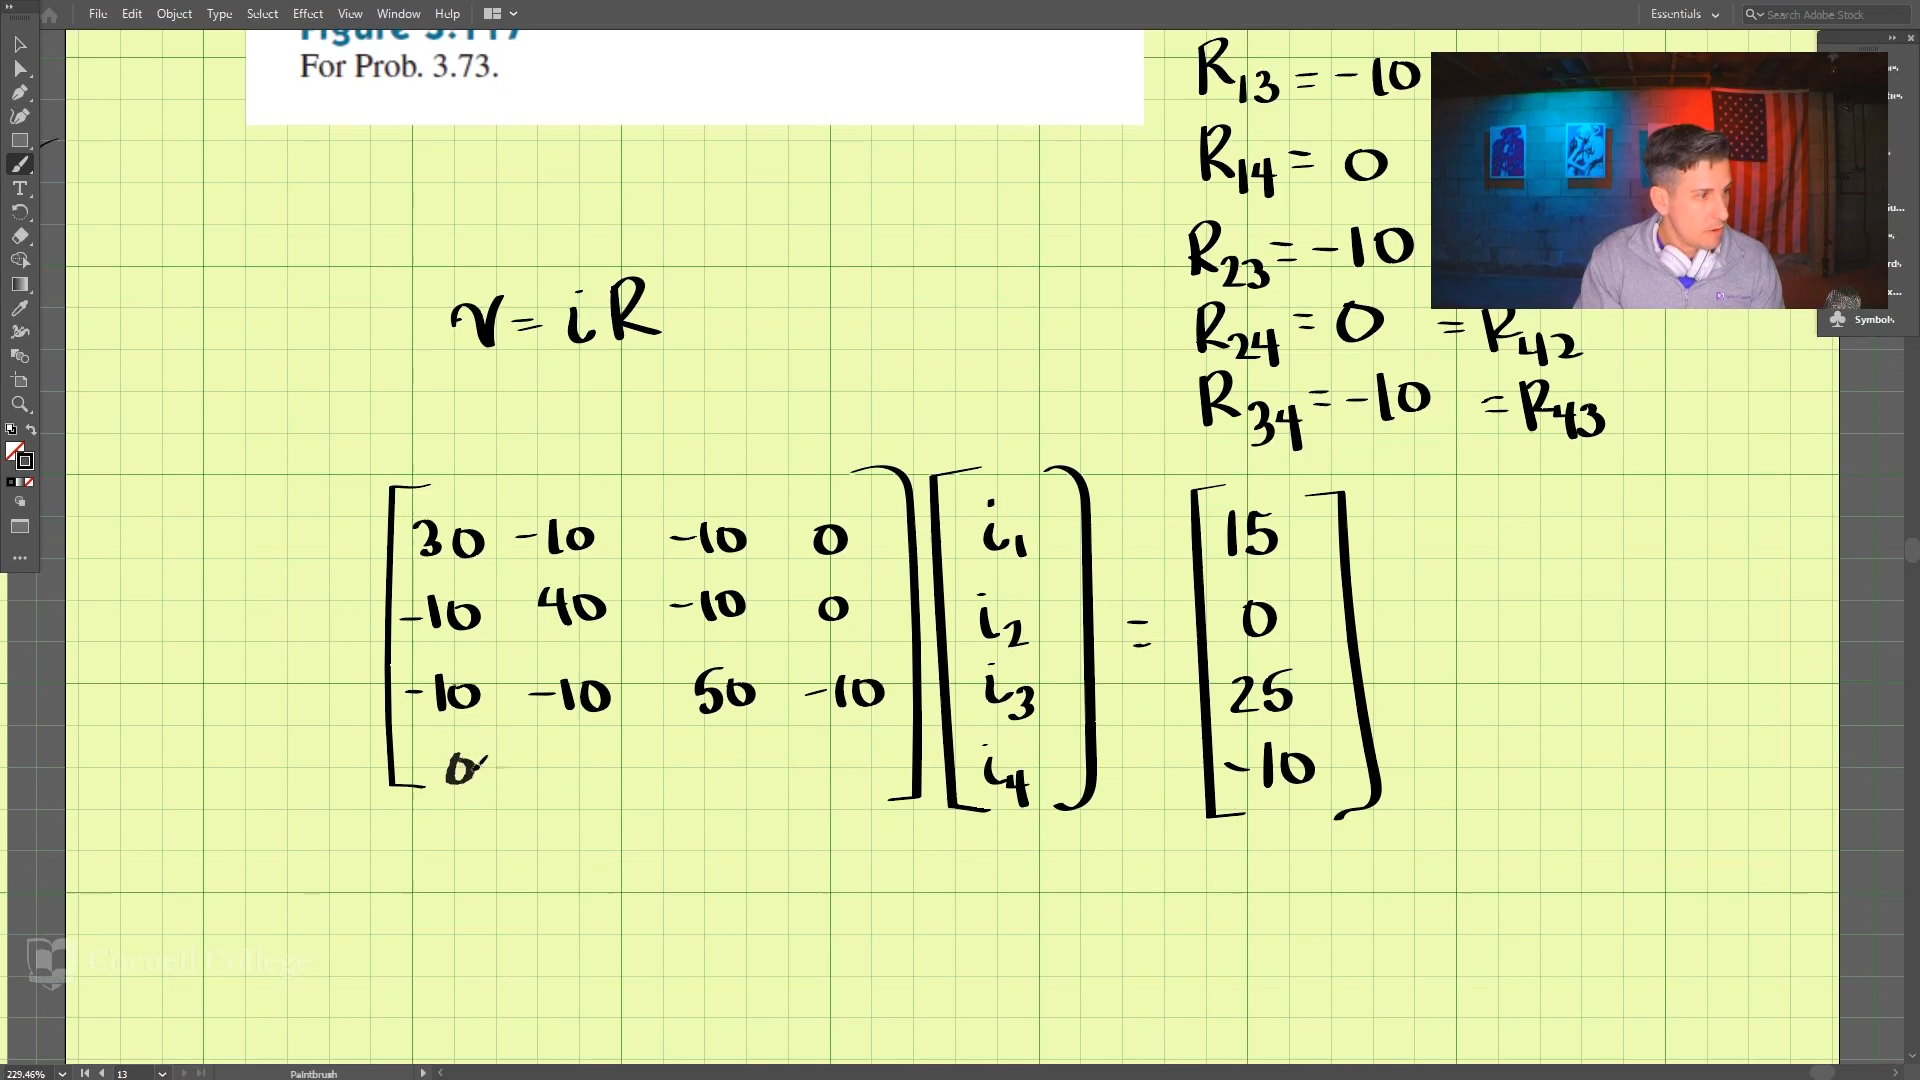 File Edit Object Type Select Effect View Window Help
Essentials
Search Adobe Stock
For Prob. 3.73.
R13 = -10
R14 = 0
R23 = -10
R24 = 0 = R42
R34 = -10 = R43
Symbols
v = iR
30 -10 -10 0 i1 = 15
-10 40 -10 0 i2 0
-10 -10 50 -10 i3 25
0 i4 -10
Cornell College
229.46% 13 Paintbrush